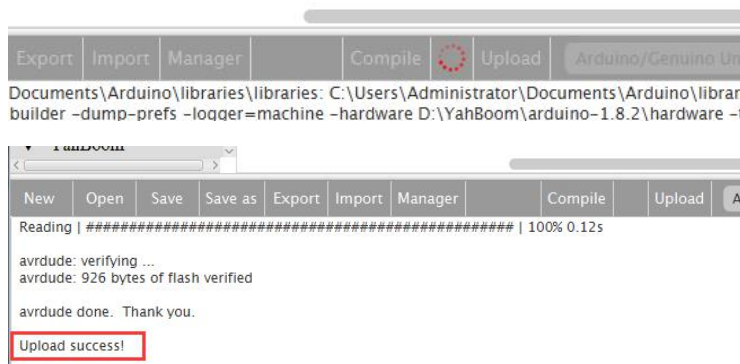 Export Import Manager Compile Upload Arduino/Genuino Un
Documents\Arduino\libraries\libraries: C:\Users\Administrator\Documents\Arduino\librar
builder -dump-prefs -logger=machine -hardware D:\YahBoom\arduino-1.8.2\hardware -t
YahBoom
New Open Save Save as Export Import Manager Compile Upload A
Reading | ################################################## | 100% 0.12s
avrdude: verifying ...
avrdude: 926 bytes of flash verified
avrdude done.  Thank you.
Upload success!